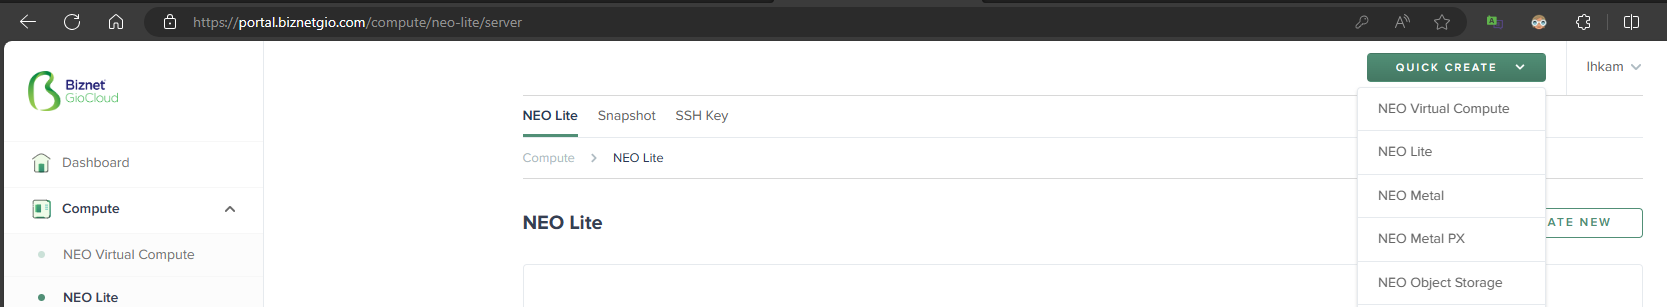 https://portal.biznetgio.com/compute/neo-lite/server
Biznet
GioCloud
QUICK CREATE
Ihkam
NEO Lite
Snapshot
SSH Key
NEO Virtual Compute
Dashboard
Compute
NEO Lite
NEO Lite
Compute
NEO Metal
NEO Lite
ATE NEW
NEO Metal PX
NEO Virtual Compute
NEO Object Storage
NEO Lite